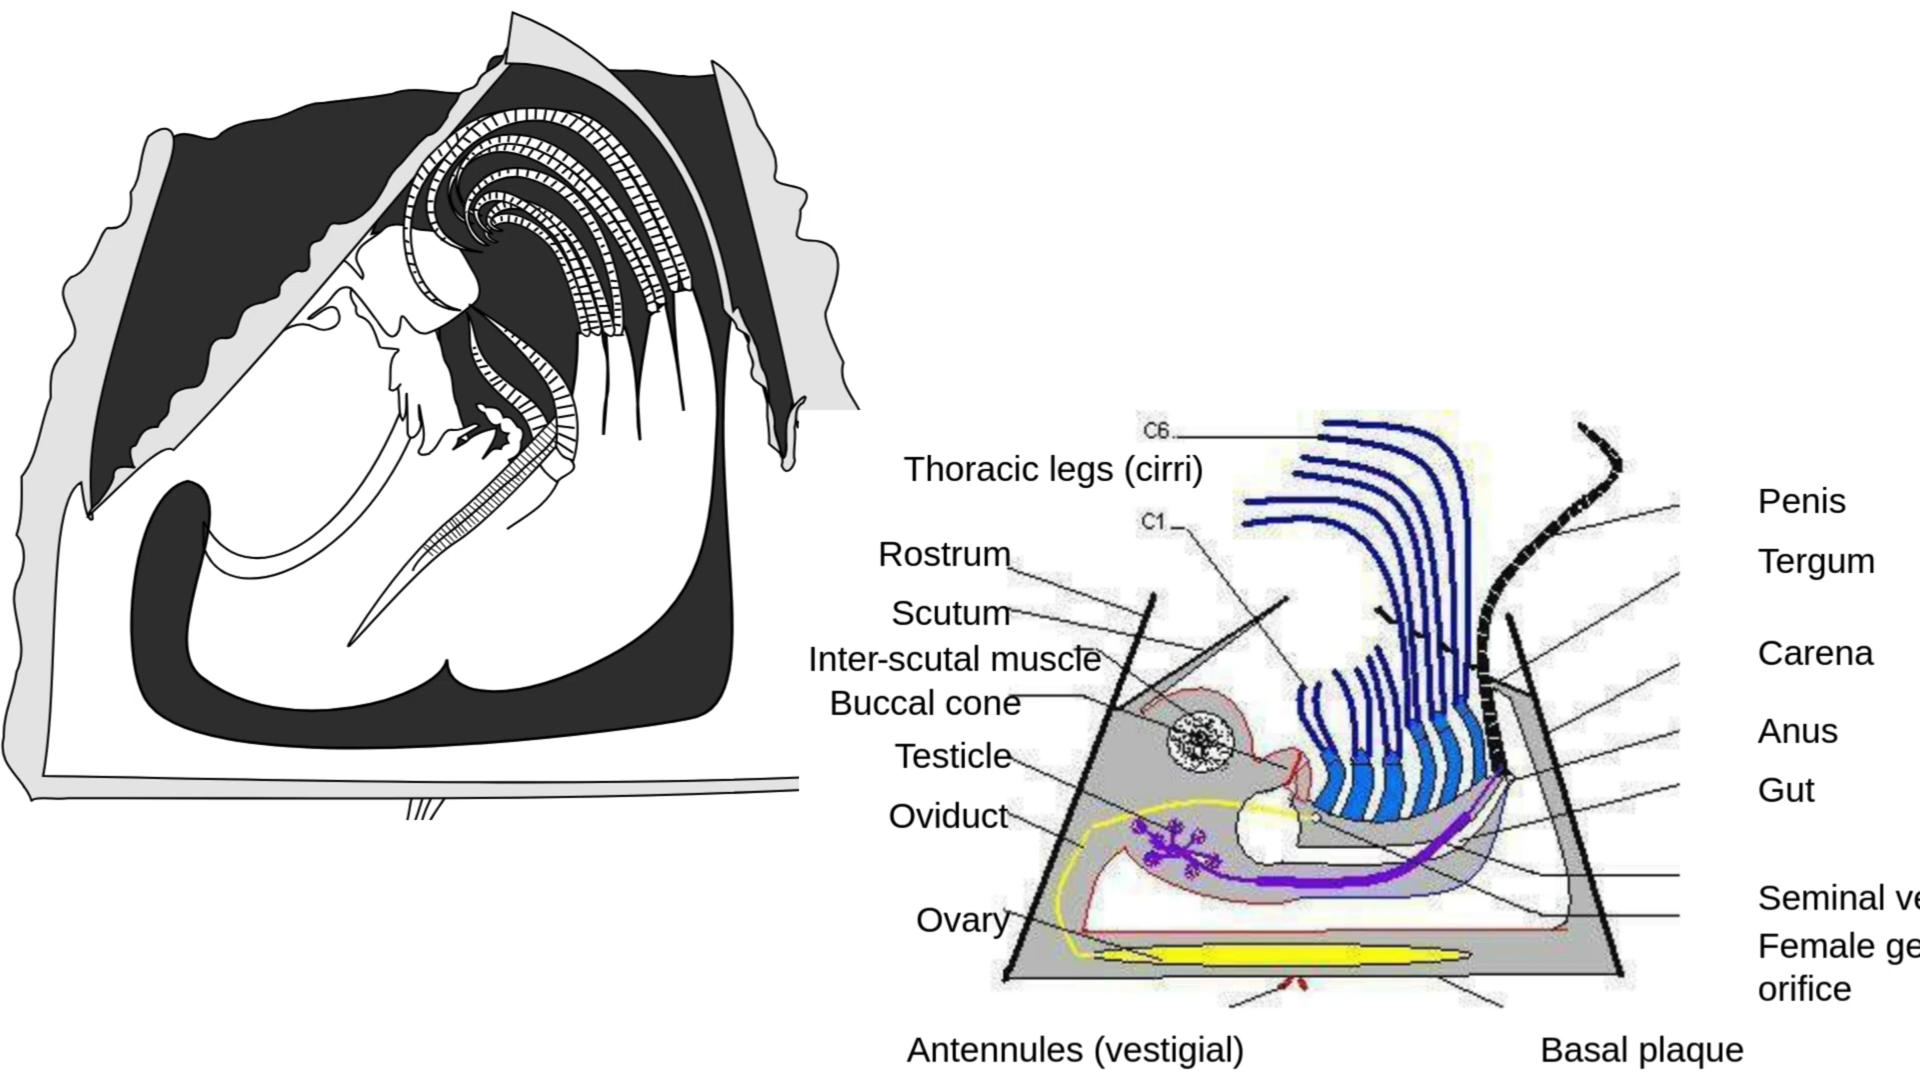 C6
Thoracic legs (cirri)
Penis
C1
Rostrum
Tergum
Scutum
Inter-scutal muscle
Carena
Buccal cone
Anus
Testicle
Gut
Oviduct
Seminal
Ovary
Female
orifice
Antennules (vestigial)
Basal plaque